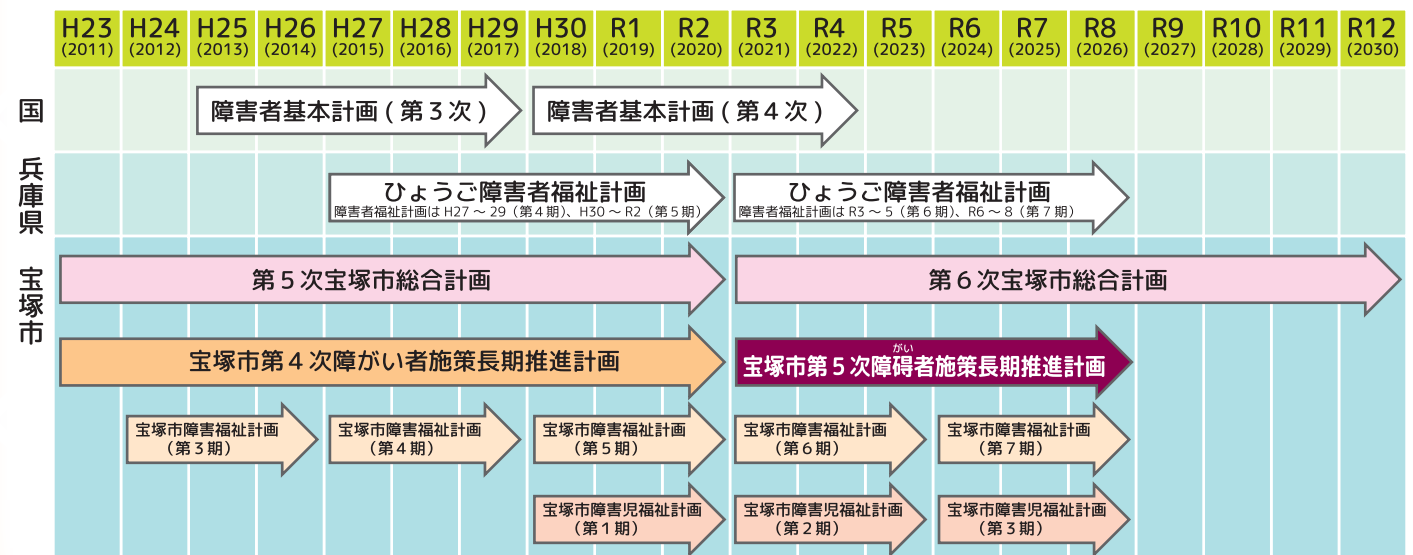 H23 H24 H25 H26 H27 H28 H29 H30 R1 R2 R3 R4 R5 R6 R7 R8 R9 R10 R11 R12
(2011) (2012) (2013) (2014) (2015) (2016) (2017) (2018) (2019) (2020) (2021) (2022) (2023) (2024) (2025) (2026) (2027) (2028) (2029) (2030)
国
障害者基本計画(第3次)
障害者基本計画(第4次)
兵庫県
ひょうご障害者福祉計画
障害者福祉計画は H27 ~ 29(第4期)、H30 ~ R2(第5期)
ひょうご障害者福祉計画
障害者福祉計画は R3 ~ 5(第6期)、R6 ~ 8(第7期)
宝塚市
第5次宝塚市総合計画
第6次宝塚市総合計画
宝塚市第4次障がい者施策長期推進計画
がい
宝塚市第5次障碍者施策長期推進計画
宝塚市障害福祉計画
(第3期)
宝塚市障害福祉計画
(第4期)
宝塚市障害福祉計画
(第5期)
宝塚市障害福祉計画
(第6期)
宝塚市障害福祉計画
(第7期)
宝塚市障害児福祉計画
(第1期)
宝塚市障害児福祉計画
(第2期)
宝塚市障害児福祉計画
(第3期)